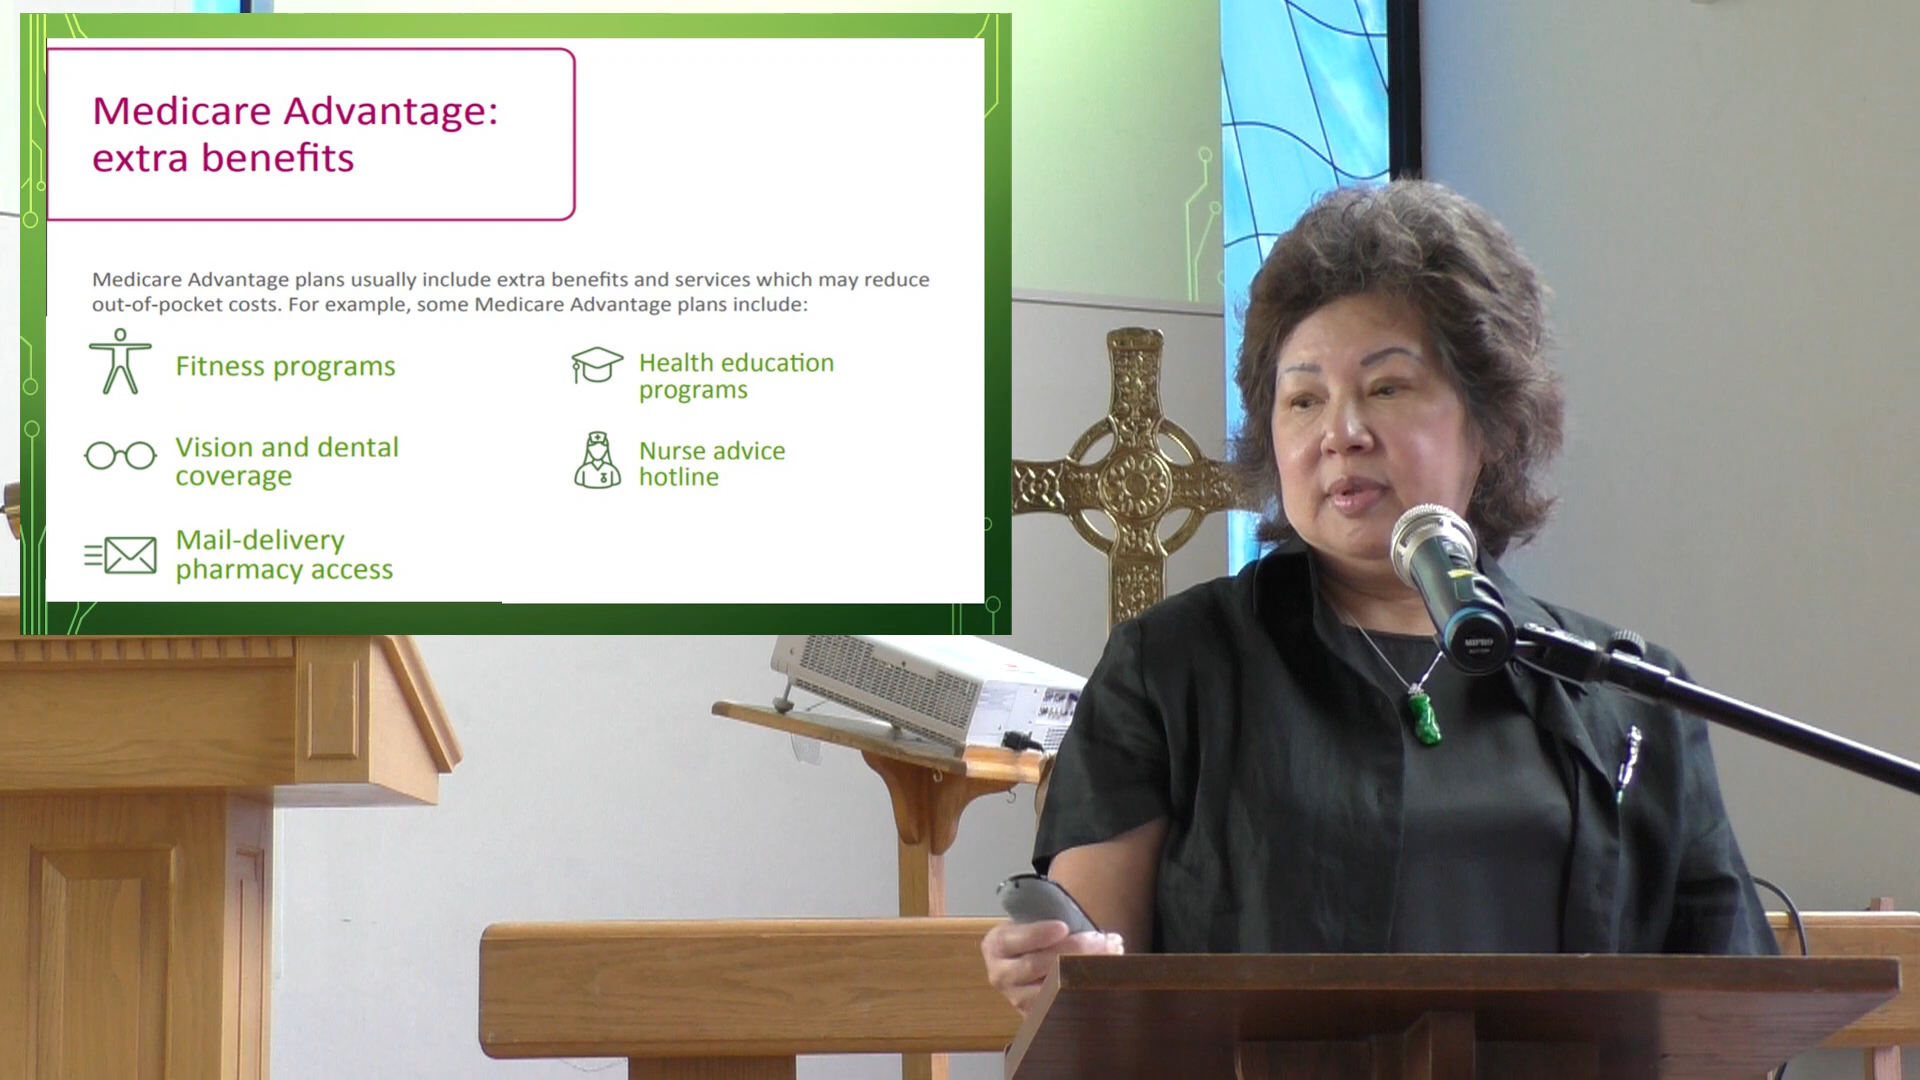 Medicare Advantage:
extra benefits
Medicare Advantage plans usually include extra benefits and services which may reduce
out-of-pocket costs. For example, some Medicare Advantage plans include:
Fitness programs
Health education
programs
Vision and dental
coverage
Nurse advice
hotline
Mail-delivery
pharmacy access
MIPRO